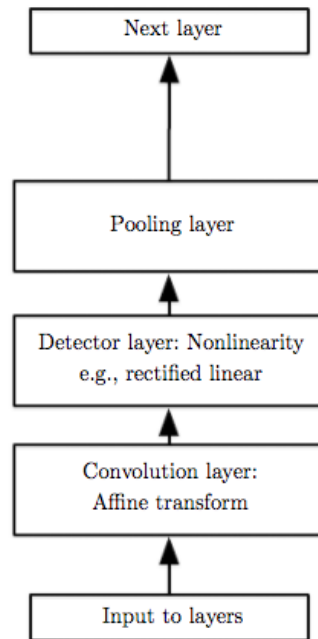 Next layer
Pooling layer
Detector layer: Nonlinearity
e.g., rectified linear
Convolution layer:
Affine transform
Input to layers